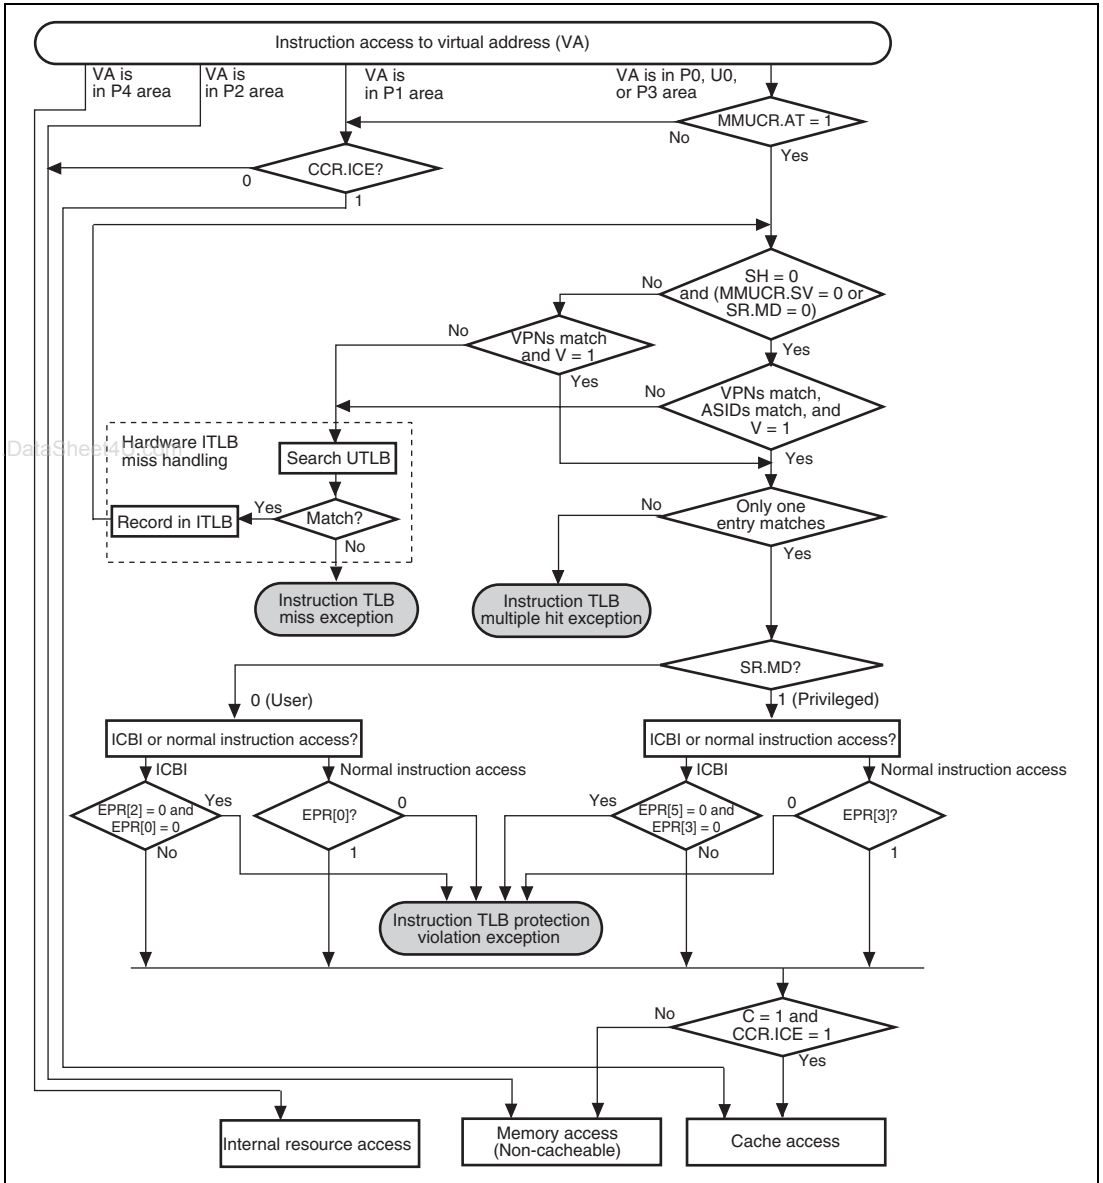 Instruction access to virtual address (VA)
VA is
in P4 area
VA is
in P2 area
VA is
in P1 area
VA is in P0, U0,
or P3 area
MMUCR.AT = 1
No
Yes
CCR.ICE?
0
1
SH = 0
and (MMUCR.SV = 0 or
SR.MD = 0)
No
Yes
VPNs match
and V = 1
No
Yes
VPNs match,
ASIDs match, and
V = 1
No
Yes
DataSheet4U.com
Hardware ITLB
miss handling
Search UTLB
Record in ITLB
Yes
Match?
No
Only one
entry matches
No
Yes
Instruction TLB
miss exception
Instruction TLB
multiple hit exception
SR.MD?
0 (User)
1 (Privileged)
ICBI or normal instruction access?
ICBI or normal instruction access?
ICBI
Normal instruction access
ICBI
Normal instruction access
EPR[2] = 0 and
EPR[0] = 0
Yes
No
EPR[0]?
0
1
Yes
EPR[5] = 0 and
EPR[3] = 0
No
0
EPR[3]?
1
Instruction TLB protection
violation exception
No
C = 1 and
CCR.ICE = 1
Yes
Internal resource access
Memory access
(Non-cacheable)
Cache access